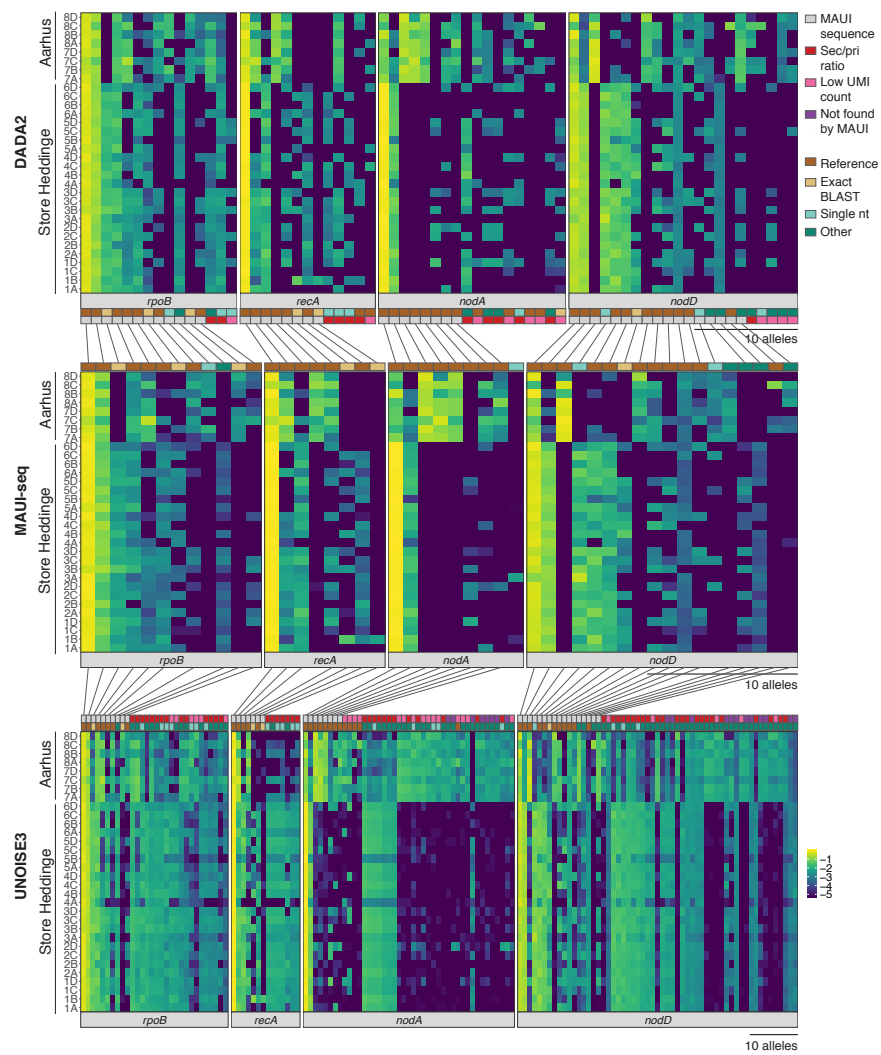 DADA2
Aarhus
Store Heddinge
8D
8C
8B
8A
7D
7C
7B
7A
6D
6C
6B
6A
5D
5C
5B
5A
4D
4C
4B
4A
3D
3C
3B
3A
2D
2C
2B
2A
1D
1C
1B
1A
rpoB
recA
nodA
nodD
10 alleles
MAUI
sequence
Sec/pri
ratio
Low UMI
count
Not found
by MAUI
Reference
Exact
BLAST
Single nt
Other
MAUI-seq
Aarhus
Store Heddinge
8D
8C
8B
8A
7D
7C
7B
7A
6D
6C
6B
6A
5D
5C
5B
5A
4D
4C
4B
4A
3D
3C
3B
3A
2D
2C
2B
2A
1D
1C
1B
1A
rpoB
recA
nodA
nodD
10 alleles
UNOISE3
Aarhus
Store Heddinge
8D
8C
8B
8A
7D
7C
7B
7A
6D
6C
6B
6A
5D
5C
5B
5A
4D
4C
4B
4A
3D
3C
3B
3A
2D
2C
2B
2A
1D
1C
1B
1A
rpoB
recA
nodA
nodD
10 alleles
−1
−2
−3
−4
−5